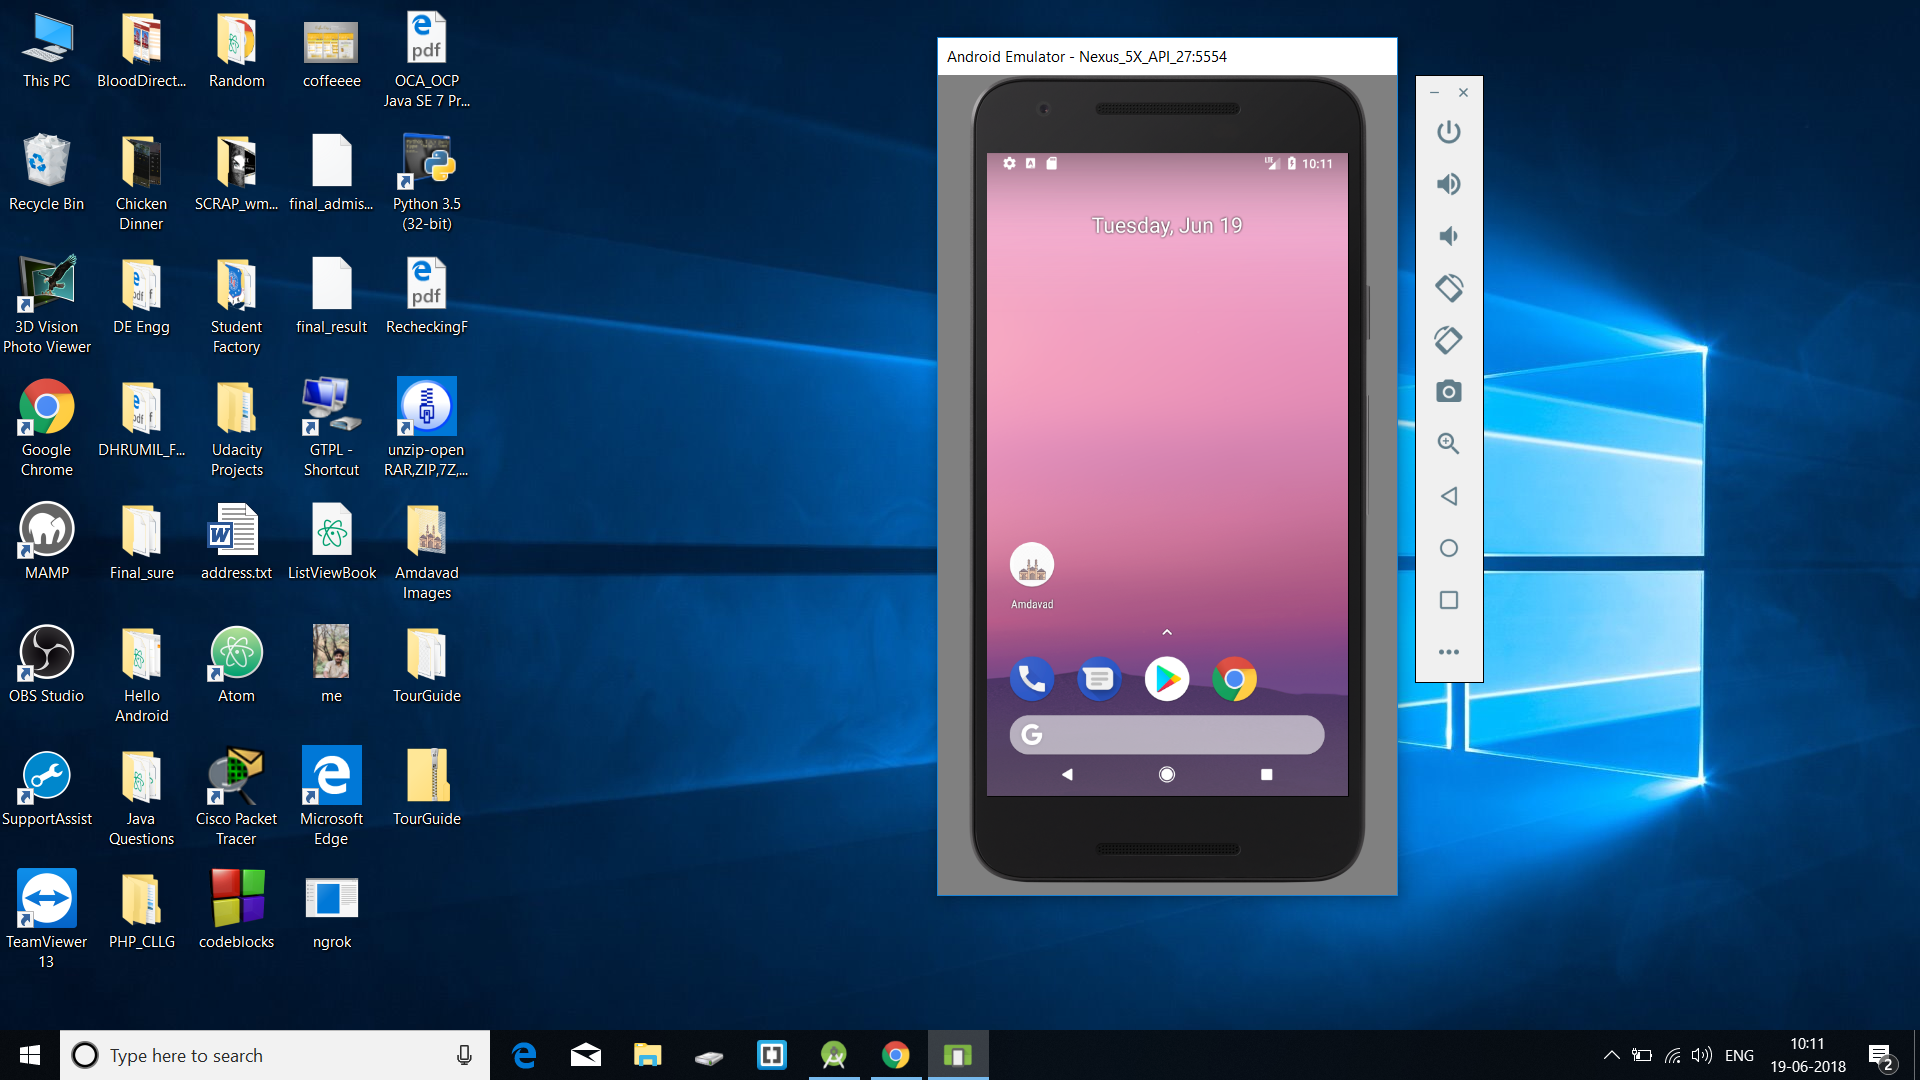 This PC
BloodDirect...
Random
coffeeee
OCA_OCP
Java SE 7 Pr...
Recycle Bin
Chicken
Dinner
SCRAP_wm...
final_admis...
Python 3.5
(32-bit)
3D Vision
Photo Viewer
DE Engg
Student
Factory
final_result
RecheckingF
Google
Chrome
DHRUMIL_F...
Udacity
Projects
GTPL -
Shortcut
unzip-open
RAR,ZIP,7Z,...
MAMP
Final_sure
address.txt
ListViewBook
Amdavad
Images
OBS Studio
Hello
Android
Atom
me
TourGuide
SupportAssist
Java
Questions
Cisco Packet
Tracer
Microsoft
Edge
TourGuide
TeamViewer
13
PHP_CLLG
codeblocks
ngrok
pdf
pdf
Android Emulator - Nexus_5X_API_27:5554
LTE
10:11
Tuesday, Jun 19
Amdavad
Type here to search
ENG
10:11
19-06-2018
2